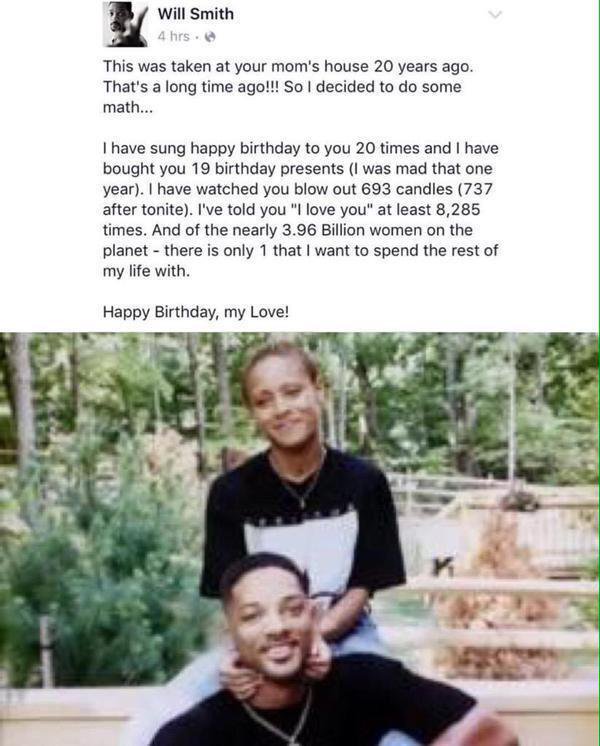 Will Smith
4 hrs ·
This was taken at your mom's house 20 years ago.
That's a long time ago!!! So I decided to do some
math...
I have sung happy birthday to you 20 times and I have
bought you 19 birthday presents (I was mad that one
year). I have watched you blow out 693 candles (737
after tonite). I've told you "I love you" at least 8,285
times. And of the nearly 3.96 Billion women on the
planet - there is only 1 that I want to spend the rest of
my life with.
Happy Birthday, my Love!